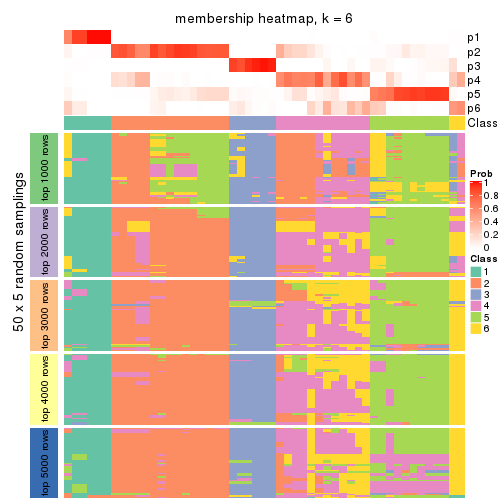 membership heatmap, k = 6
p1
p2
p3
p4
p5
p6
Class
50 x 5 random samplings
top 1000 rows
top 2000 rows
top 3000 rows
top 4000 rows
top 5000 rows
Prob
1
0.8
0.6
0.4
0.2
0
Class
1
2
3
4
5
6